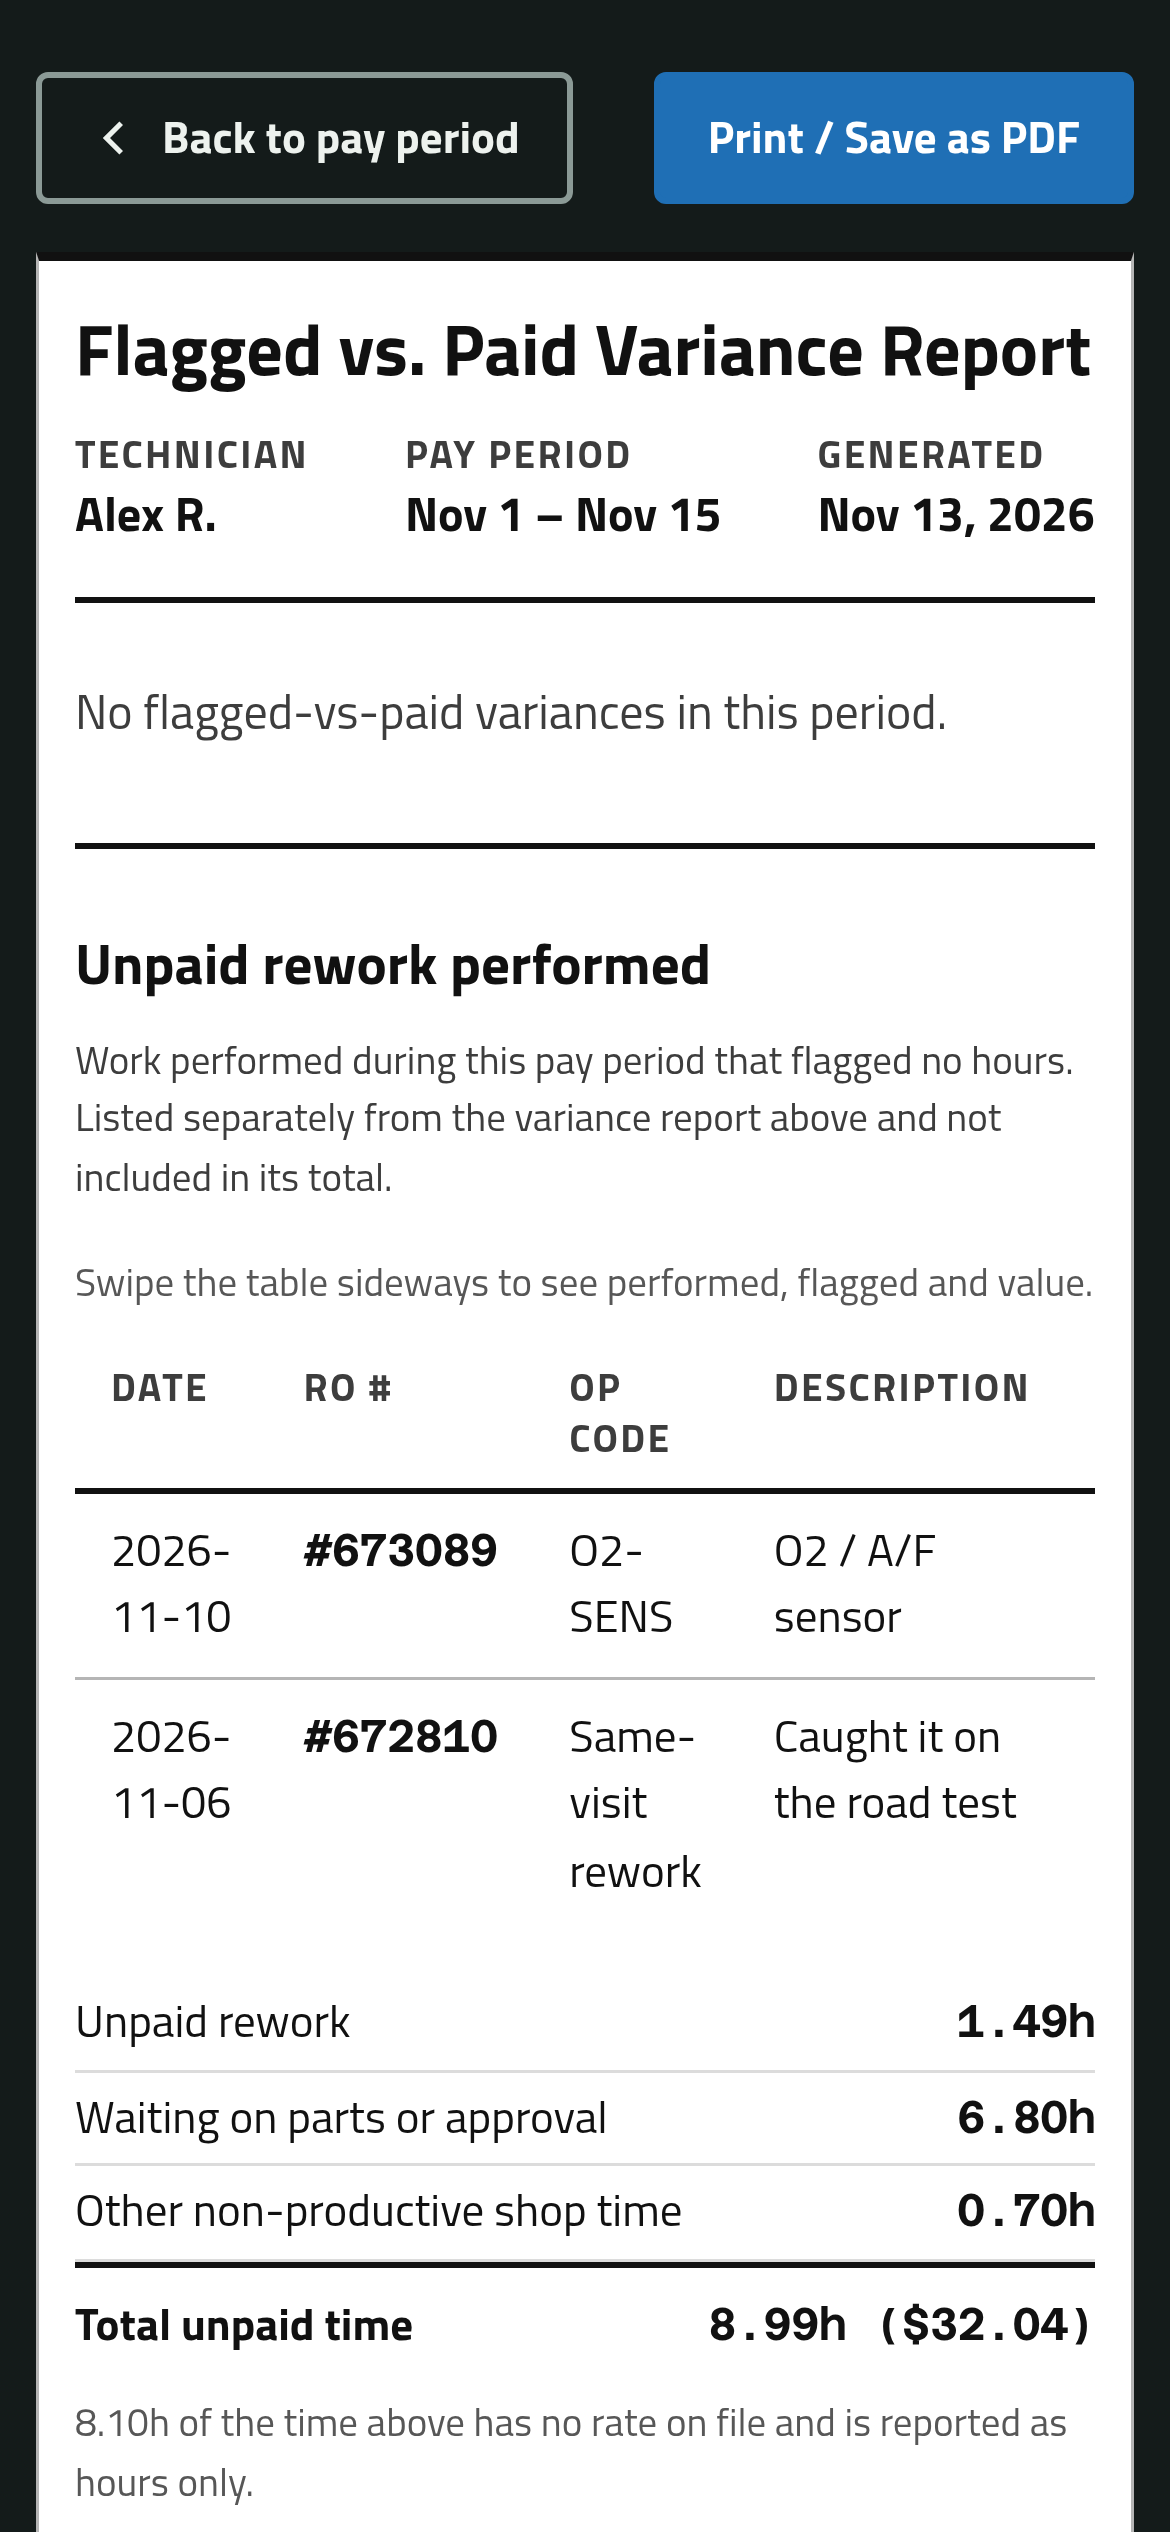 Back to pay period
Print / Save as PDF
Flagged vs. Paid Variance Report
TECHNICIAN PAY PERIOD GENERATED
Alex R. Nov 1 – Nov 15 Nov 13, 2026
No flagged-vs-paid variances in this period.
Unpaid rework performed
Work performed during this pay period that flagged no hours.
Listed separately from the variance report above and not
included in its total.
Swipe the table sideways to see performed, flagged and value.
DATE RO # OP DESCRIPTION
CODE
2026- #673089 O2- O2 / A/F
11-10 SENS sensor
2026- #672810 Same- Caught it on
11-06 visit the road test
rework
Unpaid rework 1.49h
Waiting on parts or approval 6.80h
Other non-productive shop time 0.70h
Total unpaid time 8.99h ($32.04)
8.10h of the time above has no rate on file and is reported as
hours only.